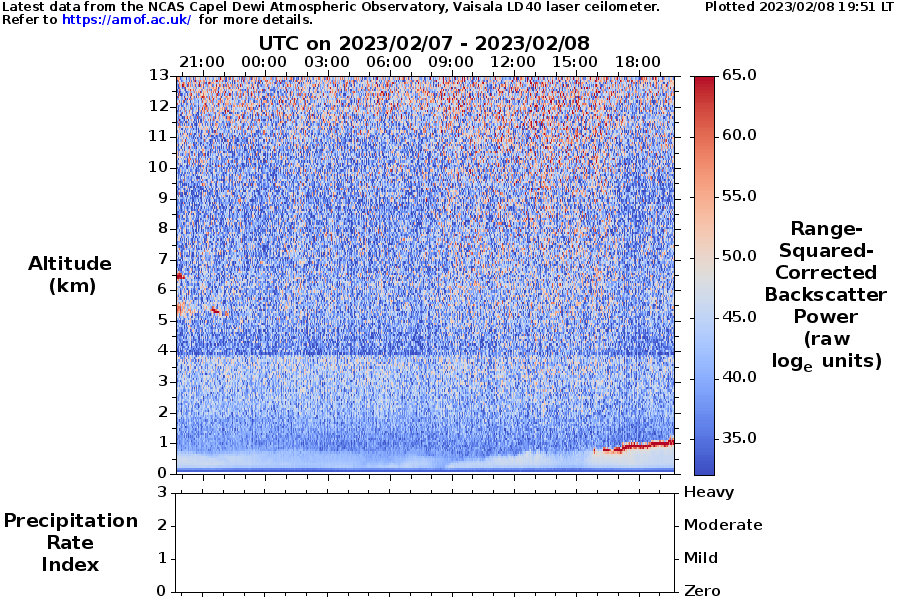 Latest data from the NCAS Capel Dewi Atmospheric Observatory, Vaisala LD40 laser ceilometer. Plotted 2023/02/08 19:51 LT
Refer to https://amof.ac.uk/ for more details.
UTC on 2023/02/07 - 2023/02/08
21:00 00:00 03:00 06:00 09:00 12:00 15:00 18:00
13
12
11
10
9
8
7
6
5
4
3
2
1
0
Altitude
(km)
65.0
60.0
55.0
50.0
45.0
40.0
35.0
Range-
Squared-
Corrected
Backscatter
Power
(raw
logₑ units)
3 Heavy
2 Moderate
1 Mild
0 Zero
Precipitation
Rate
Index